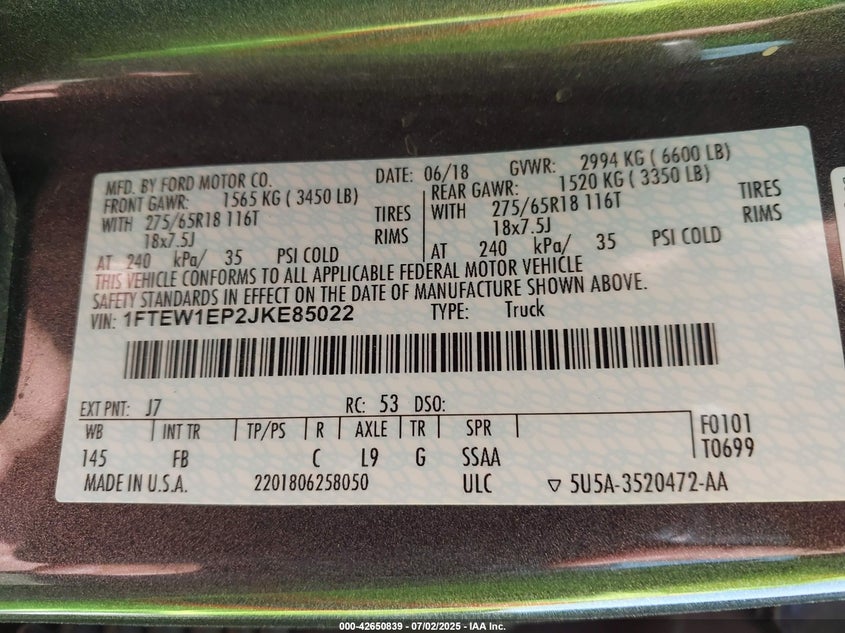 MFD. BY FORD MOTOR CO. DATE: 06/18 GVWR: 2994 KG ( 6600 LB)
FRONT GAWR: 1565 KG ( 3450 LB) REAR GAWR: 1520 KG ( 3350 LB)
WITH 275/65R18 116T TIRES WITH 275/65R18 116T TIRES
18x7.5J RIMS 18x7.5J RIMS
AT 240 kPa/ 35 PSI COLD AT 240 kPa/ 35 PSI COLD
THIS VEHICLE CONFORMS TO ALL APPLICABLE FEDERAL MOTOR VEHICLE
SAFETY STANDARDS IN EFFECT ON THE DATE OF MANUFACTURE SHOWN ABOVE.
VIN: 1FTEW1EP2JKE85022 TYPE: Truck
EXT PNT: J7 RC: 53 DSO:
WB INT TR TP/PS R AXLE TR SPR F0101
145 FB C L9 G SSAA T0699
MADE IN U.S.A. 2201806258050 ULC ▽ 5U5A-3520472-AA
000-42650839 - 07/02/2025 - IAA Inc.